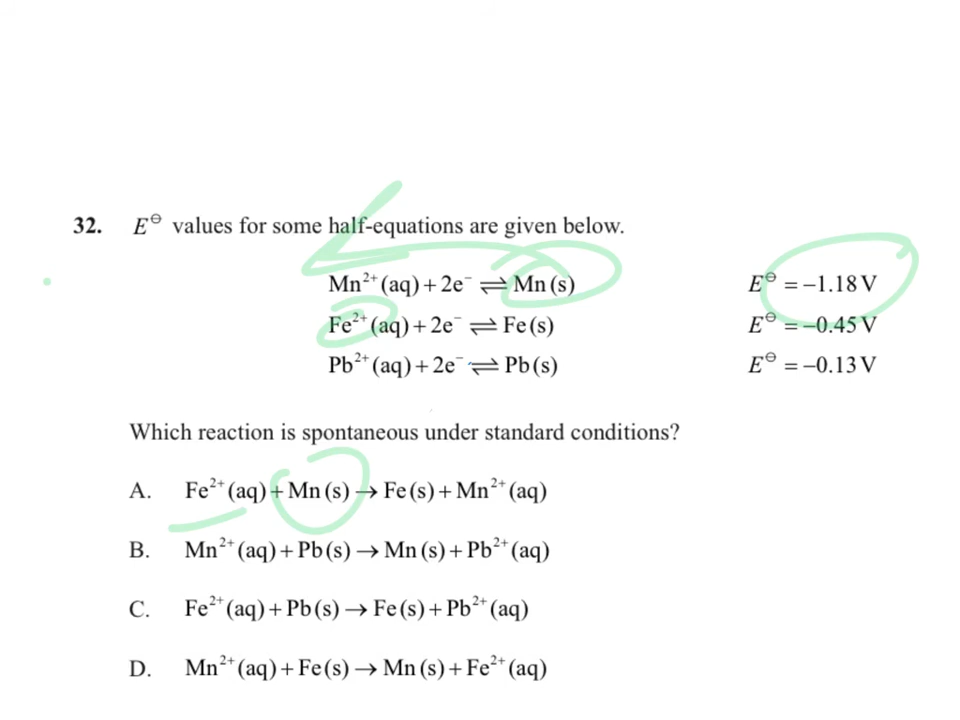 32. E⊖ values for some half-equations are given below.
Mn²⁺(aq) + 2e⁻ ⇌ Mn(s) E⊖ = –1.18 V
Fe²⁺(aq) + 2e⁻ ⇌ Fe(s) E⊖ = –0.45 V
Pb²⁺(aq) + 2e⁻ ⇌ Pb(s) E⊖ = –0.13 V
Which reaction is spontaneous under standard conditions?
A. Fe²⁺(aq) + Mn(s) → Fe(s) + Mn²⁺(aq)
B. Mn²⁺(aq) + Pb(s) → Mn(s) + Pb²⁺(aq)
C. Fe²⁺(aq) + Pb(s) → Fe(s) + Pb²⁺(aq)
D. Mn²⁺(aq) + Fe(s) → Mn(s) + Fe²⁺(aq)